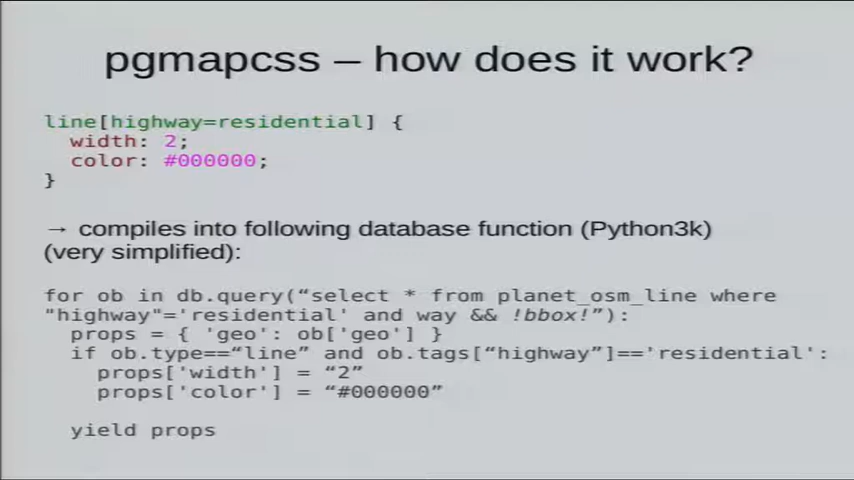 pgmapcss – how does it work?
line[highway=residential] {
width: 2;
color: #000000;
}
→ compiles into following database function (Python3k)
(very simplified):
for ob in db.query(“select * from planet_osm_line where
"highway"='residential' and way && !bbox!”):
props = { 'geo': ob['geo'] }
if ob.type==“line” and ob.tags[“highway”]=='residential':
props['width'] = “2”
props['color'] = “#000000”
yield props